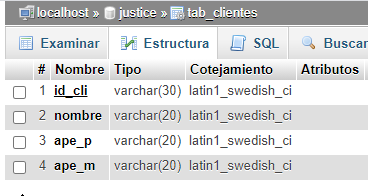 localhost » justice » tab_clientes
Examinar Estructura SQL Buscar
# Nombre Tipo Cotejamiento Atributos
1 id_cli varchar(30) latin1_swedish_ci
2 nombre varchar(20) latin1_swedish_ci
3 ape_p varchar(20) latin1_swedish_ci
4 ape_m varchar(20) latin1_swedish_ci